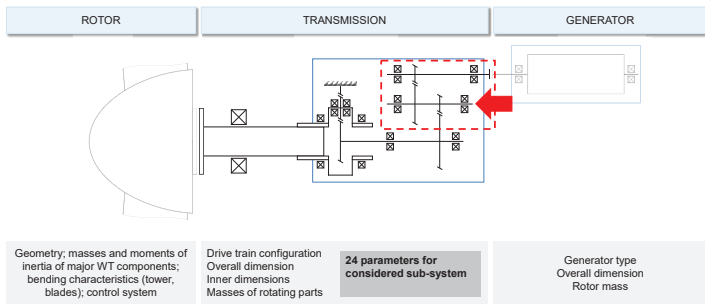 ROTOR
TRANSMISSION
GENERATOR
Geometry; masses and moments of
inertia of major WT components;
bending characteristics (tower,
blades); control system
Drive train configuration
Overall dimension
Inner dimensions
Masses of rotating parts
24 parameters for
considered sub-system
Generator type
Overall dimension
Rotor mass